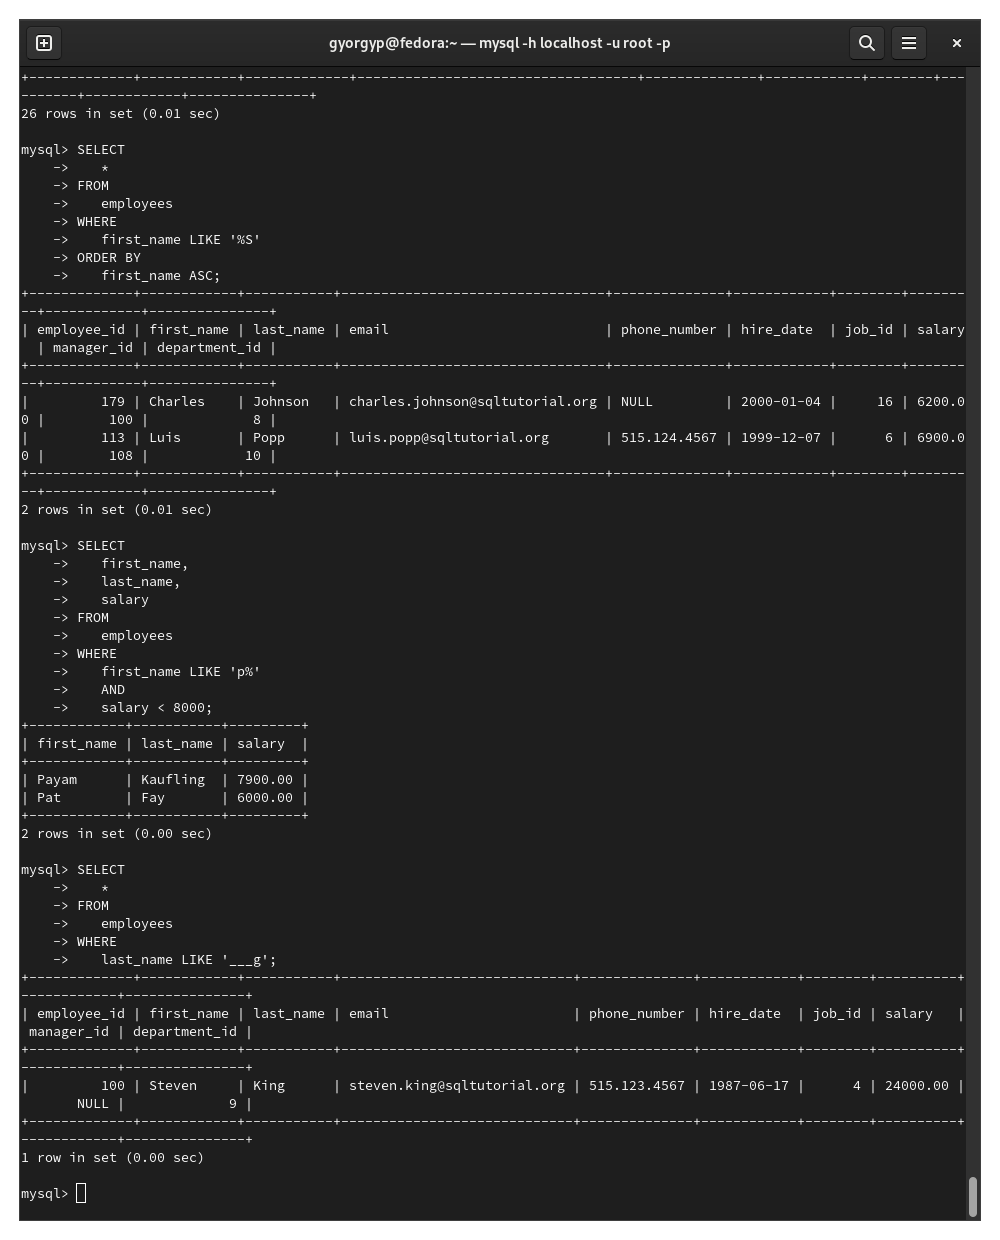 gyorgyp@fedora:~ — mysql -h localhost -u root -p
+-------------+------------+-------------+-----------------------------------+--------------+------------+--------+---
-------+------------+---------------+
26 rows in set (0.01 sec)
mysql> SELECT
    ->    *
    -> FROM
    ->    employees
    -> WHERE
    ->    first_name LIKE '%S'
    -> ORDER BY
    ->    first_name ASC;
+-------------+------------+-----------+---------------------------------+--------------+------------+--------+-------
--+------------+---------------+
| employee_id | first_name | last_name | email                           | phone_number | hire_date  | job_id | salary
  | manager_id | department_id |
+-------------+------------+-----------+---------------------------------+--------------+------------+--------+-------
--+------------+---------------+
|         179 | Charles    | Johnson   | charles.johnson@sqltutorial.org | NULL         | 2000-01-04 |     16 | 6200.0
0 |        100 |             8 |
|         113 | Luis       | Popp      | luis.popp@sqltutorial.org       | 515.124.4567 | 1999-12-07 |      6 | 6900.0
0 |        108 |            10 |
+-------------+------------+-----------+---------------------------------+--------------+------------+--------+-------
--+------------+---------------+
2 rows in set (0.01 sec)
mysql> SELECT
    ->    first_name,
    ->    last_name,
    ->    salary
    -> FROM
    ->    employees
    -> WHERE
    ->    first_name LIKE 'p%'
    ->    AND
    ->    salary < 8000;
+------------+-----------+---------+
| first_name | last_name | salary  |
+------------+-----------+---------+
| Payam      | Kaufling  | 7900.00 |
| Pat        | Fay       | 6000.00 |
+------------+-----------+---------+
2 rows in set (0.00 sec)
mysql> SELECT
    ->    *
    -> FROM
    ->    employees
    -> WHERE
    ->    last_name LIKE '___g';
+-------------+------------+-----------+-----------------------------+--------------+------------+--------+----------+
------------+---------------+
| employee_id | first_name | last_name | email                       | phone_number | hire_date  | job_id | salary   |
 manager_id | department_id |
+-------------+------------+-----------+-----------------------------+--------------+------------+--------+----------+
------------+---------------+
|         100 | Steven     | King      | steven.king@sqltutorial.org | 515.123.4567 | 1987-06-17 |      4 | 24000.00 |
       NULL |             9 |
+-------------+------------+-----------+-----------------------------+--------------+------------+--------+----------+
------------+---------------+
1 row in set (0.00 sec)
mysql>